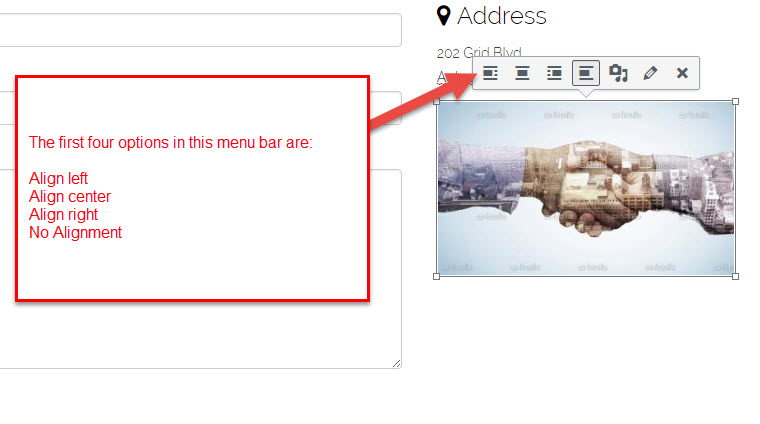 Address
202 Grid Blvd
The first four options in this menu bar are:
Align left
Align center
Align right
No Alignment